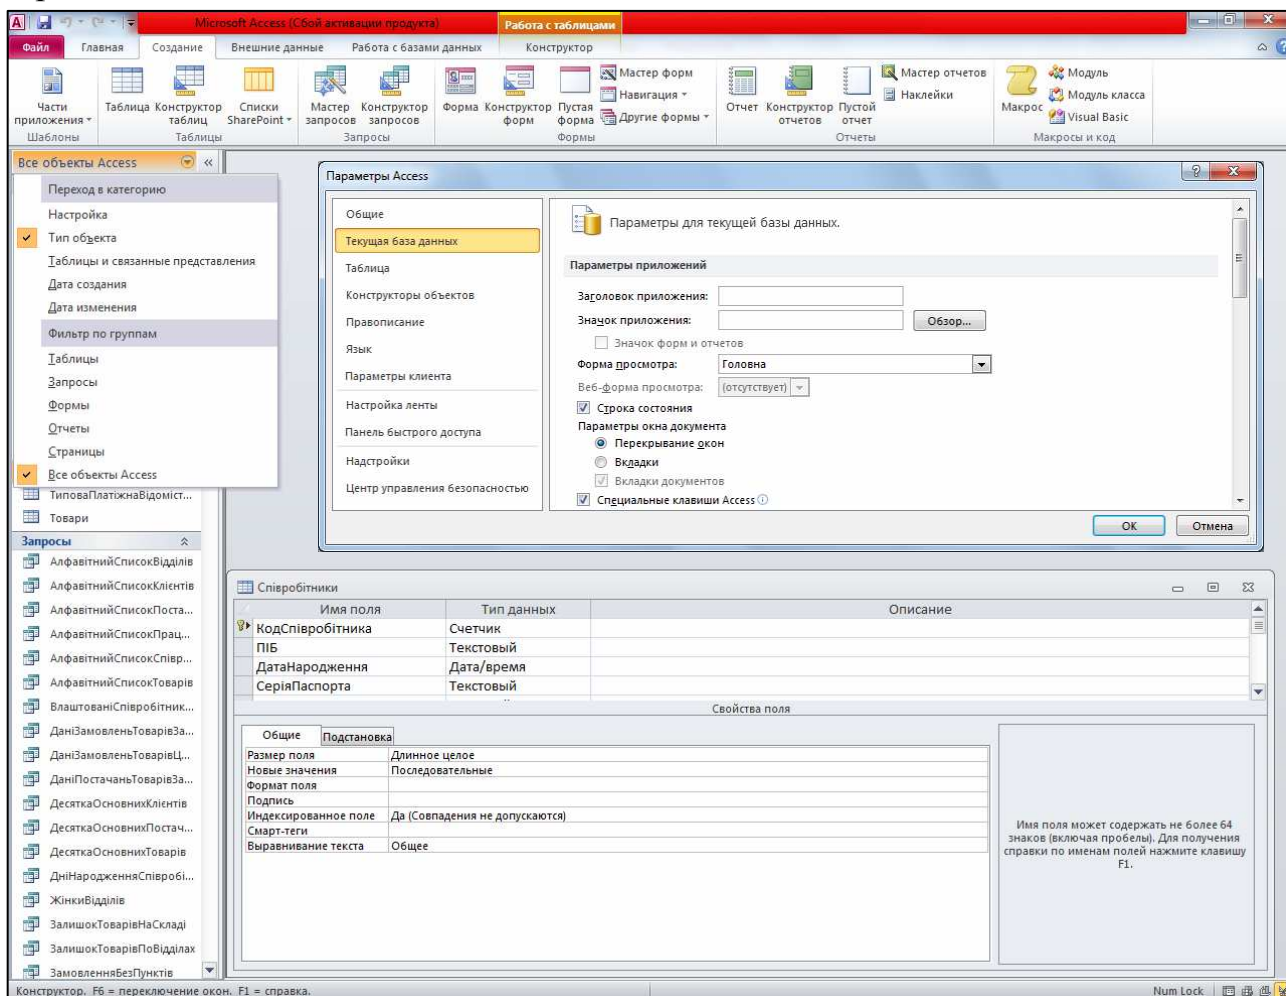 Microsoft Access (Сбой активации продукта)
Работа с таблицами
Файл Главная Создание Внешние данные Работа с базами данных Конструктор
Части приложения
Таблица
Конструктор таблиц
Списки SharePoint
Мастер запросов
Конструктор запросов
Форма
Конструктор форм
Пустая форма
Мастер форм
Навигация
Другие формы
Отчет
Конструктор отчетов
Пустой отчет
Мастер отчетов
Наклейки
Макрос
Модуль
Модуль класса
Visual Basic
Шаблоны Таблицы Запросы Формы Отчеты Макросы и код
Все объекты Access
Переход в категорию
Настройка
Тип объекта
Таблицы и связанные представления
Дата создания
Дата изменения
Фильтр по группам
Таблицы
Запросы
Формы
Отчеты
Страницы
Все объекты Access
ТиповаПлатіжнаВідоміст...
Товари
Запросы
АлфавітнийСписокВідділів
АлфавітнийСписокКлієнтів
АлфавітнийСписокПоста...
АлфавітнийСписокПрац...
АлфавітнийСписокСпівр...
АлфавітнийСписокТоварів
ВлаштованіСпівробітник...
ДаніЗамовленьТоварівЗа...
ДаніЗамовленьТоварівЦ...
ДаніПостачаньТоварівЗа...
ДесяткаОсновнихКлієнтів
ДесяткаОсновнихПостач...
ДесяткаОсновнихТоварів
ДніНародженняСпівробі...
ЖінкиВідділів
ЗалишокТоварівНаСкладі
ЗалишокТоварівПоВідділах
ЗамовленняБезПунктів
Параметры Access
Общие
Текущая база данных
Таблица
Конструкторы объектов
Правописание
Язык
Параметры клиента
Настройка ленты
Панель быстрого доступа
Надстройки
Центр управления безопасностью
Параметры для текущей базы данных.
Параметры приложений
Заголовок приложения:
Значок приложения: Обзор...
Значок форм и отчетов
Форма просмотра: Головна
Веб-форма просмотра: (отсутствует)
Строка состояния
Параметры окна документа
Перекрывание окон
Вкладки
Вкладки документов
Специальные клавиши Access
ОК Отмена
Співробітники
Имя поля Тип данных Описание
КодСпівробітника Счетчик
ПІБ Текстовый
ДатаНародження Дата/время
СеріяПаспорта Текстовый
Свойства поля
Общие Подстановка
Размер поля Длинное целое
Новые значения Последовательные
Формат поля
Подпись
Индексированное поле Да (Совпадения не допускаются)
Смарт-теги
Выравнивание текста Общее
Имя поля может содержать не более 64
знаков (включая пробелы). Для получения
справки по именам полей нажмите клавишу
F1.
Конструктор. F6 = переключение окон. F1 = справка. Num Lock